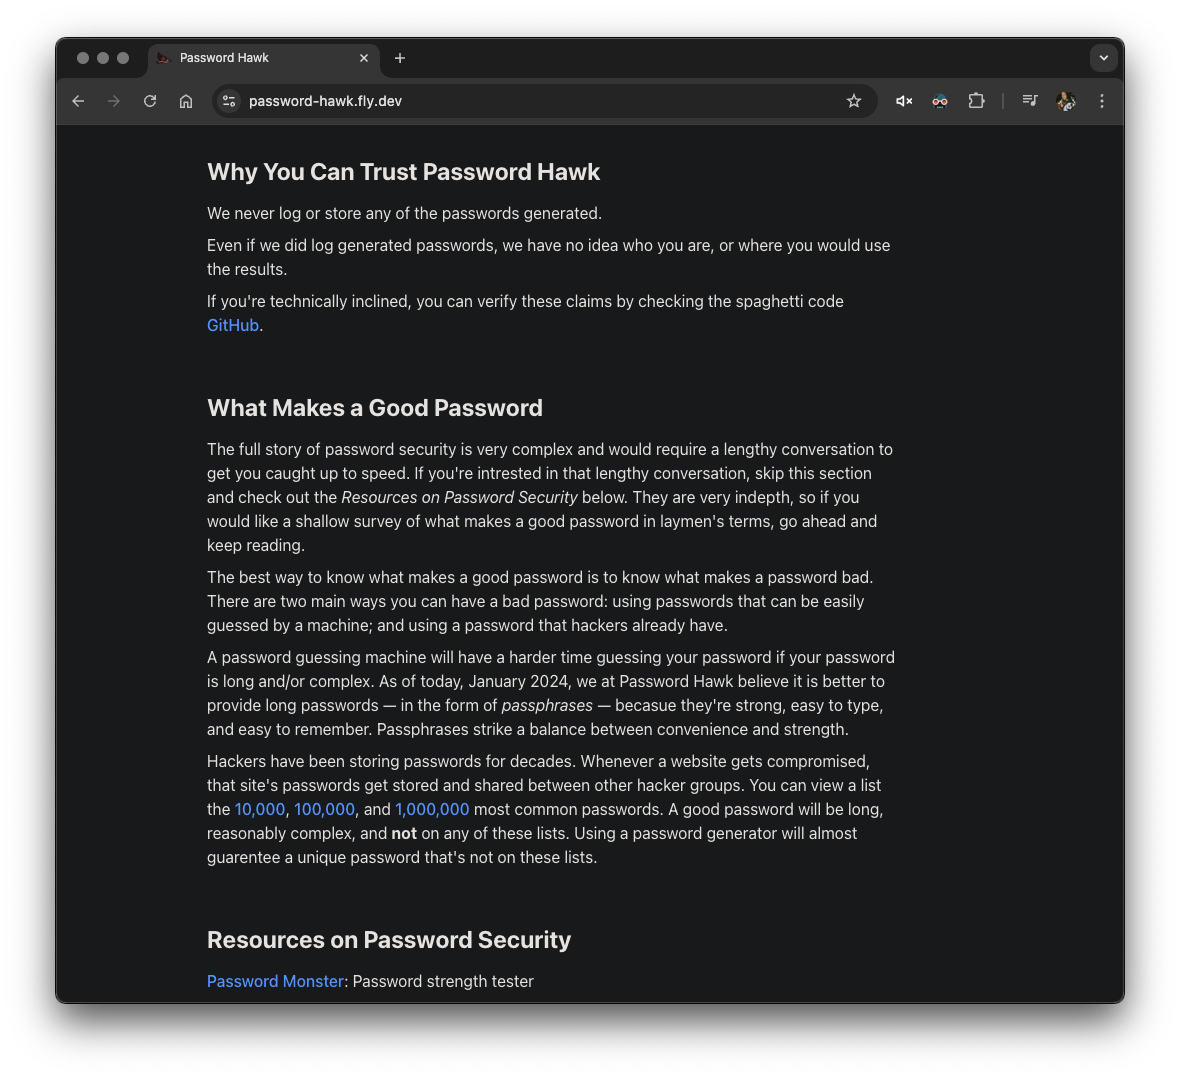 Password Hawk
password-hawk.fly.dev
Why You Can Trust Password Hawk
We never log or store any of the passwords generated.
Even if we did log generated passwords, we have no idea who you are, or where you would use
the results.
If you're technically inclined, you can verify these claims by checking the spaghetti code
GitHub.
What Makes a Good Password
The full story of password security is very complex and would require a lengthy conversation to
get you caught up to speed. If you're intrested in that lengthy conversation, skip this section
and check out the Resources on Password Security below. They are very indepth, so if you
would like a shallow survey of what makes a good password in laymen's terms, go ahead and
keep reading.
The best way to know what makes a good password is to know what makes a password bad.
There are two main ways you can have a bad password: using passwords that can be easily
guessed by a machine; and using a password that hackers already have.
A password guessing machine will have a harder time guessing your password if your password
is long and/or complex. As of today, January 2024, we at Password Hawk believe it is better to
provide long passwords — in the form of passphrases — becasue they're strong, easy to type,
and easy to remember. Passphrases strike a balance between convenience and strength.
Hackers have been storing passwords for decades. Whenever a website gets compromised,
that site's passwords get stored and shared between other hacker groups. You can view a list
the 10,000, 100,000, and 1,000,000 most common passwords. A good password will be long,
reasonably complex, and not on any of these lists. Using a password generator will almost
guarentee a unique password that's not on these lists.
Resources on Password Security
Password Monster: Password strength tester